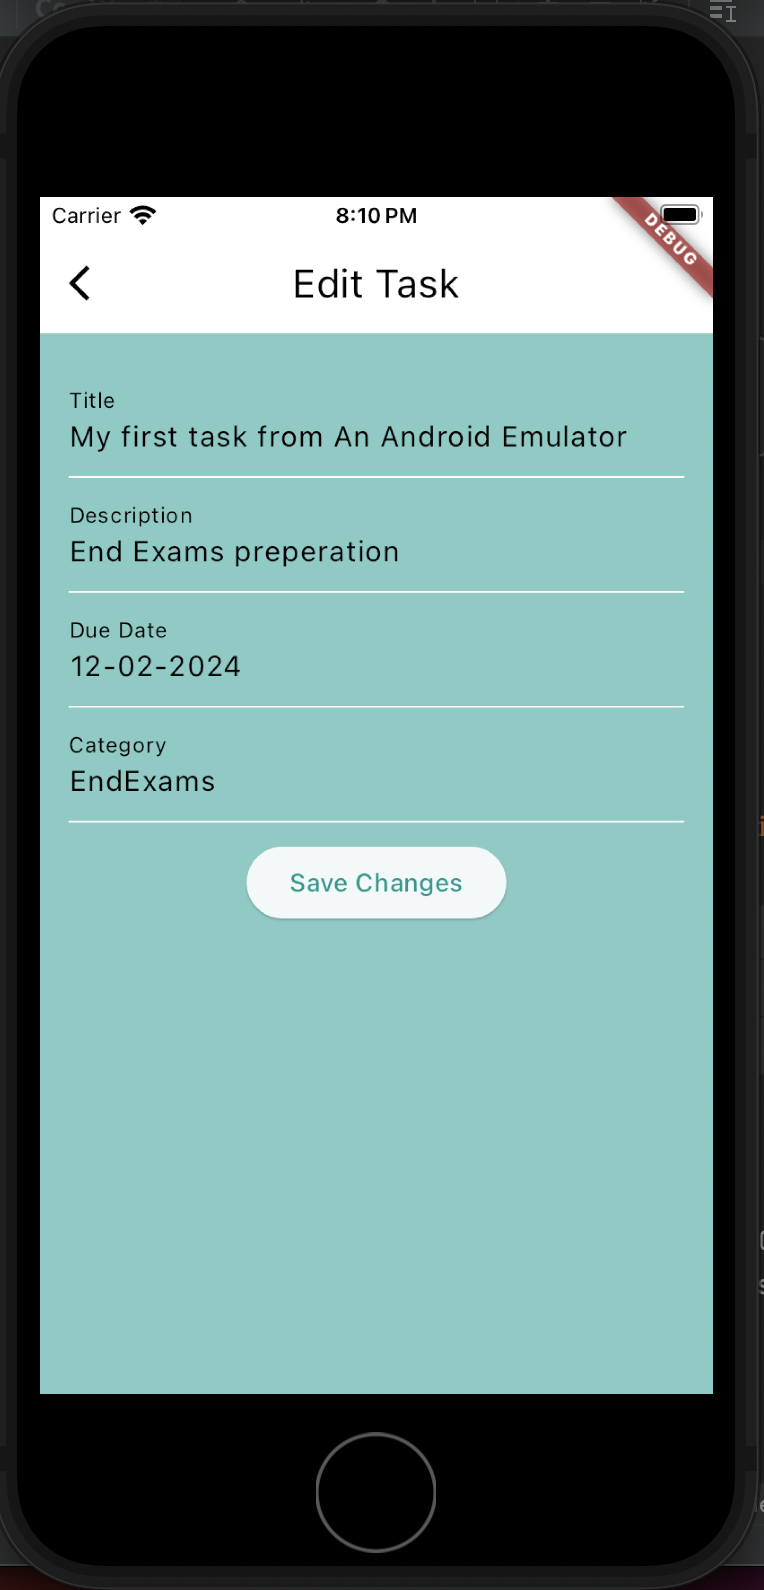 Carrier
8:10 PM
DEBUG
Edit Task
Title
My first task from An Android Emulator
Description
End Exams preperation
Due Date
12-02-2024
Category
EndExams
Save Changes